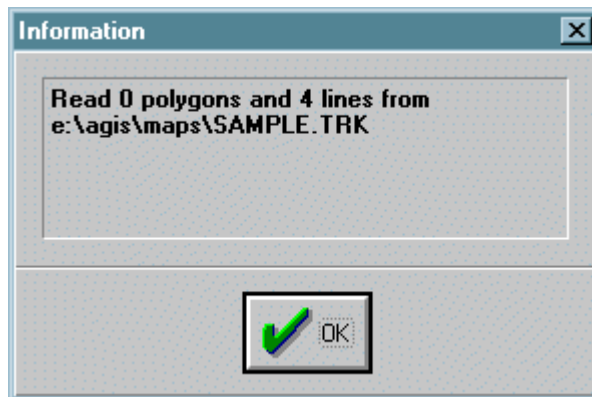 Information
Read 0 polygons and 4 lines from
e:\agis\maps\SAMPLE.TRK
OK